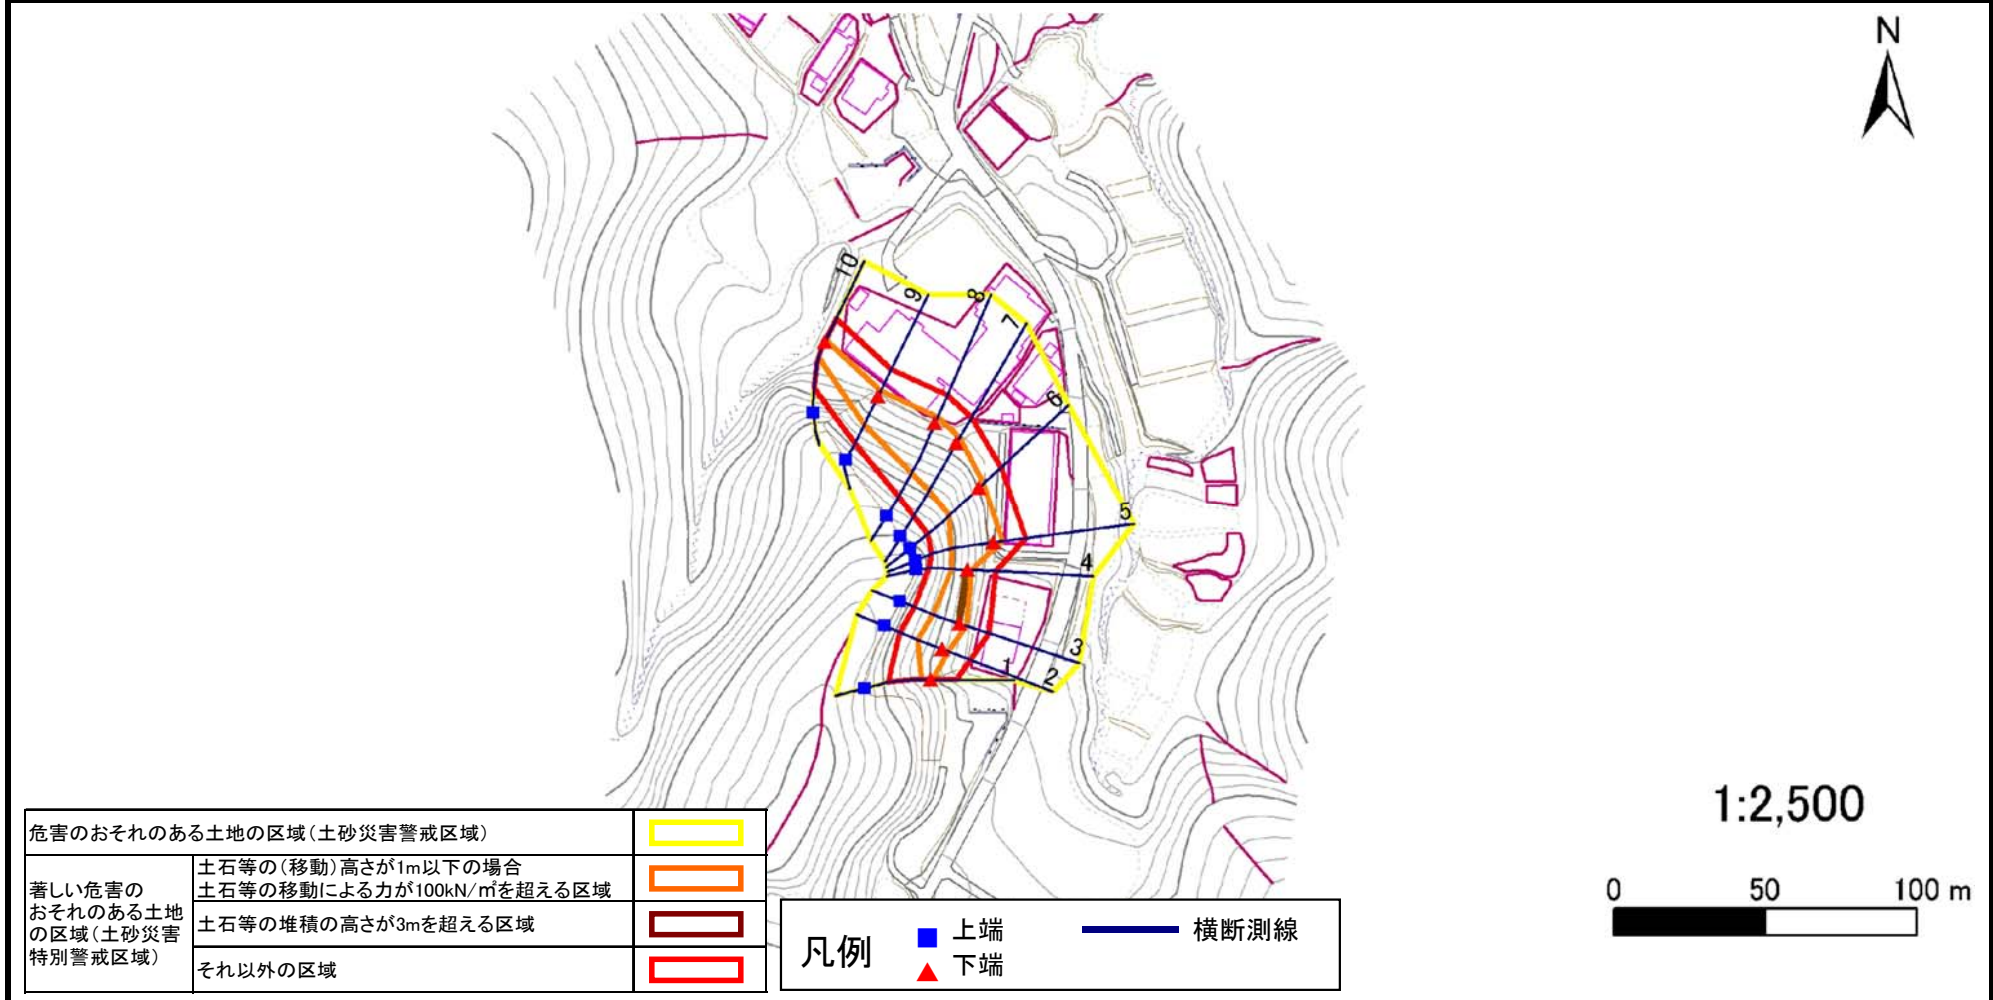 N
10
9
8
7
6
5
4
3
2
1
1:2,500
0 50 100 m
危害のおそれのある土地の区域(土砂災害警戒区域)
著しい危害の
おそれのある土地
の区域(土砂災害
特別警戒区域)
土石等の(移動)高さが1m以下の場合
土石等の移動による力が100kN/㎡を超える区域
土石等の堆積の高さが3mを超える区域
それ以外の区域
凡例
上端
下端
横断測線